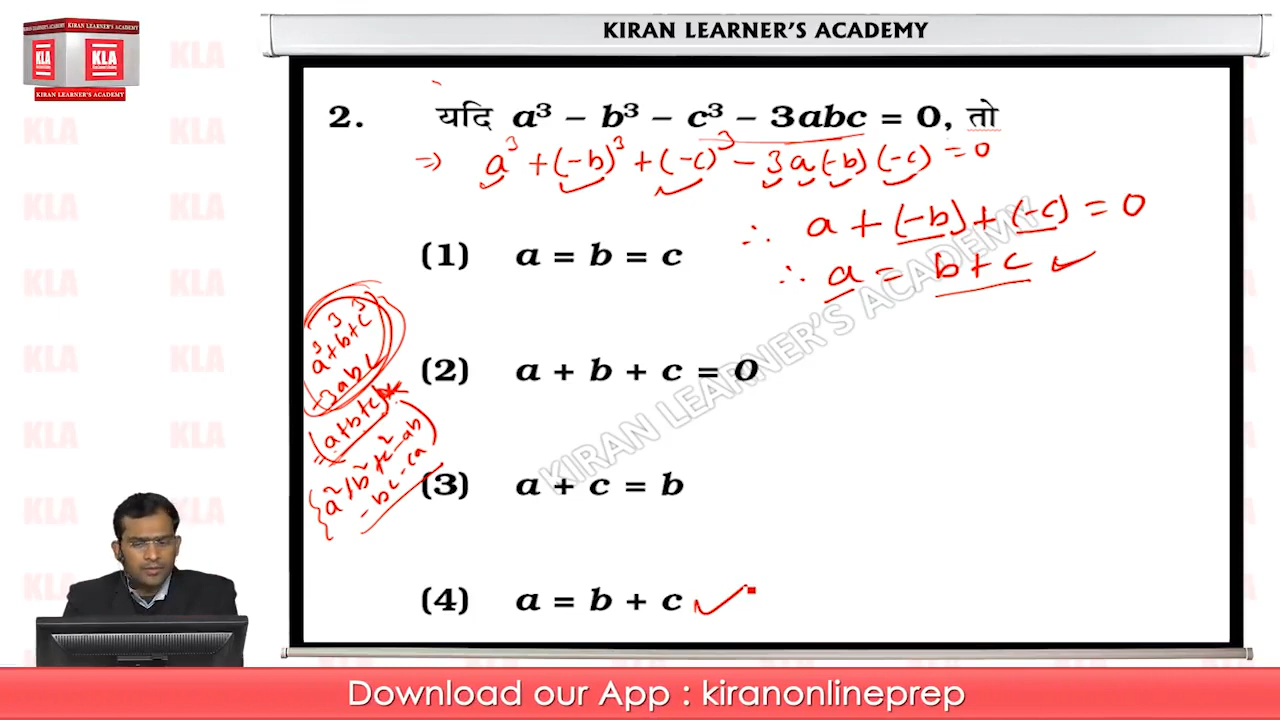 KIRAN LEARNER'S ACADEMY
KLA
KLA
KIRAN LEARNER'S ACADEMY
2. यदि a³ – b³ – c³ – 3abc = 0, तो
⇒ a³ + (-b)³ + (-c)³ - 3a(-b)(-c) = 0
∴ a + (-b) + (-c) = 0
∴ a = b + c ✓
(1) a = b = c
a³ + b³ + c³
- 3abc
(a+b+c)
{a² + b² + c² - ab
- bc - ca
(2) a + b + c = 0
(3) a + c = b
(4) a = b + c ✓
KIRAN LEARNER'S ACADEMY
Download our App : kiranonlineprep